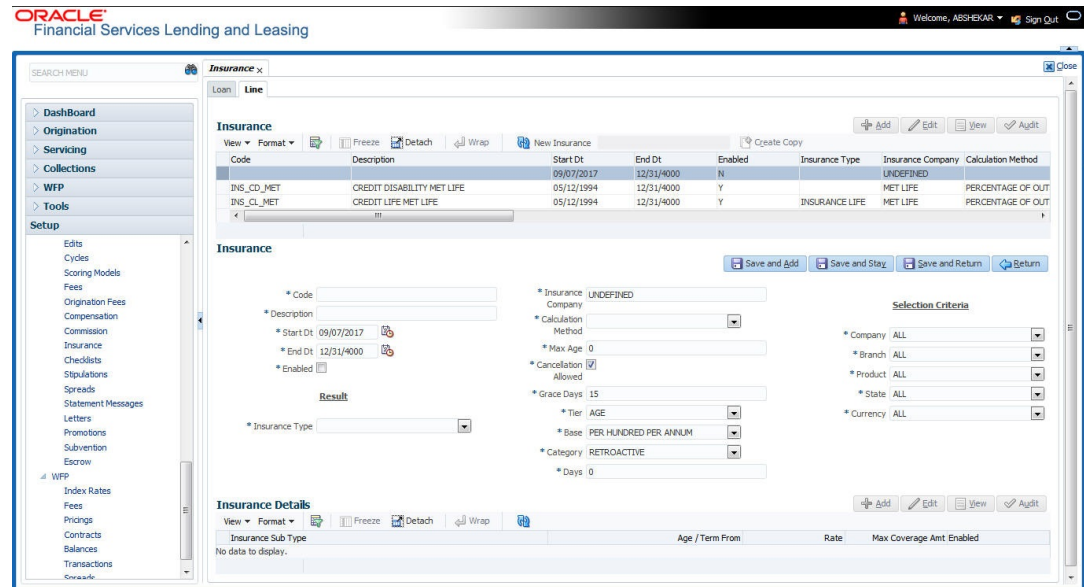 ORACLE
Financial Services Lending and Leasing
Welcome, ABSHEKAR
Sign Out
SEARCH MENU
DashBoard
Origination
Servicing
Collections
WFP
Tools
Setup
Edits
Cycles
Scoring Models
Fees
Origination Fees
Compensation
Commission
Insurance
Checklists
Stipulations
Spreads
Statement Messages
Letters
Promotions
Subvention
Escrow
WFP
Index Rates
Fees
Pricings
Contracts
Balances
Transactions
Spreads
Insurance x
Close
Loan Line
Insurance
Add Edit View Audit
View Format Freeze Detach Wrap New Insurance Create Copy
Code Description Start Dt End Dt Enabled Insurance Type Insurance Company Calculation Method
09/07/2017 12/31/4000 N UNDEFINED
INS_CD_MET CREDIT DISABILITY MET LIFE 05/12/1994 12/31/4000 Y MET LIFE PERCENTAGE OF OUT
INS_CL_MET CREDIT LIFE MET LIFE 05/12/1994 12/31/4000 Y INSURANCE LIFE MET LIFE PERCENTAGE OF OUT
Insurance
Save and Add Save and Stay Save and Return Return
* Code
* Description
* Start Dt 09/07/2017
* End Dt 12/31/4000
* Enabled
Result
* Insurance Type
* Insurance Company UNDEFINED
* Calculation Method
* Max Age 0
* Cancellation Allowed
* Grace Days 15
* Tier AGE
* Base PER HUNDRED PER ANNUM
* Category RETROACTIVE
* Days 0
Selection Criteria
* Company ALL
* Branch ALL
* Product ALL
* State ALL
* Currency ALL
Insurance Details
Add Edit View Audit
View Format Freeze Detach Wrap
Insurance Sub Type Age / Term From Rate Max Coverage Amt Enabled
No data to display.